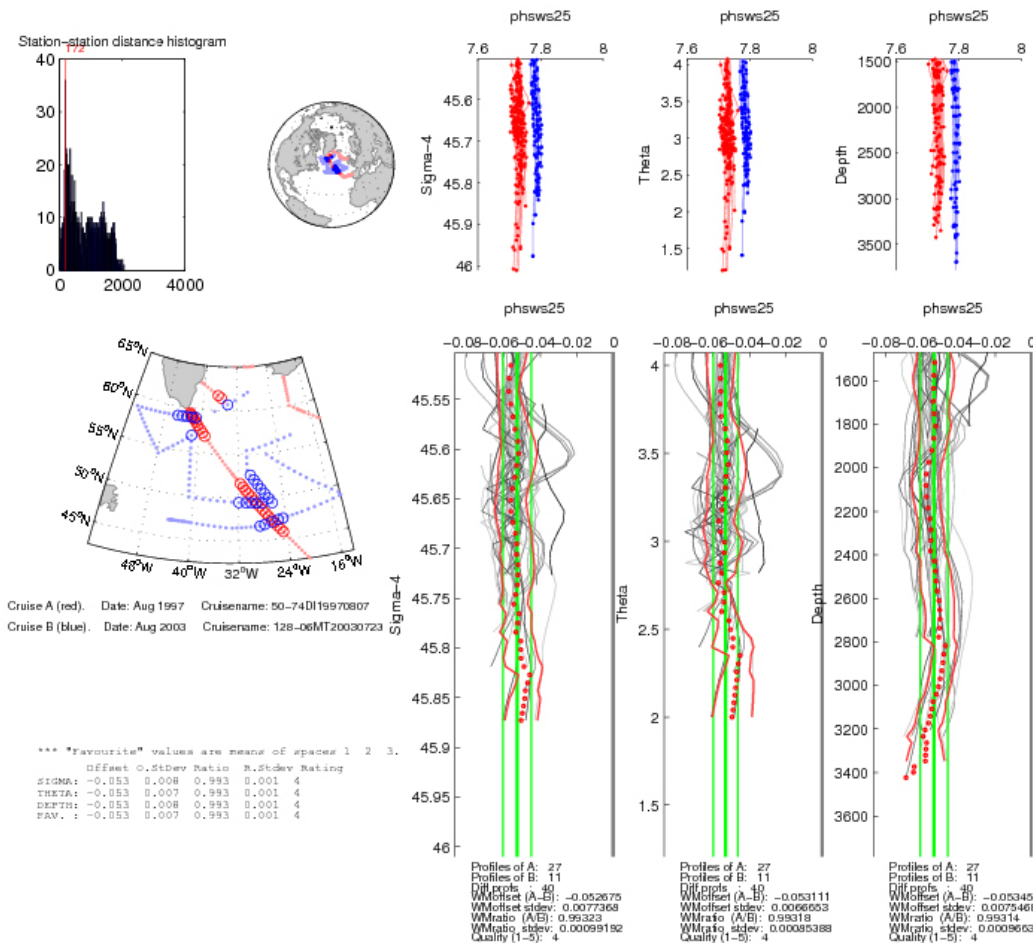 Station-station distance histogram
172
40
30
20
10
0
0 2000 4000
phsws25
7.6 7.8 8
Sigma-4
45.6
45.7
45.8
45.9
46
phsws25
7.6 7.8 8
Theta
4
3.5
3
2.5
2
1.5
phsws25
7.6 7.8 8
Depth
1500
2000
2500
3000
3500
65°N
60°N
55°N
50°N
45°N
48°W 40°W 32°W 24°W 16°W
Cruise A (red). Date: Aug 1997 Cruisename: 50-74DI19970807
Cruise B (blue). Date: Aug 2003 Cruisename: 128-06MT20030723
*** "Favourite" values are means of spaces 1 2 3.
Offset O.StDev Ratio R.Stdev Rating
SIGMA: -0.053 0.008 0.993 0.001 4
THETA: -0.053 0.007 0.993 0.001 4
DEPTH: -0.053 0.008 0.993 0.001 4
FAV. : -0.053 0.007 0.993 0.001 4
phsws25
-0.08 -0.06 -0.04 -0.02 0
Sigma-4
45.55
45.6
45.65
45.7
45.75
45.8
45.85
45.9
45.95
46
Profiles of A: 27
Profiles of B: 11
Diff profs : 40
WMoffset (A-B): -0.052675
WMoffset stdev: 0.0077368
WMratio (A/B): 0.99323
WMratio stdev: 0.00099192
Quality (1-5): 4
phsws25
-0.08 -0.06 -0.04 -0.02 0
Theta
4
3.5
3
2.5
2
1.5
Profiles of A: 27
Profiles of B: 11
Diff profs : 40
WMoffset (A-B): -0.053111
WMoffset stdev: 0.0066653
WMratio (A/B): 0.99318
WMratio stdev: 0.00085388
Quality (1-5): 4
phsws25
-0.08 -0.06 -0.04 -0.02 0
Depth
1600
1800
2000
2200
2400
2600
2800
3000
3200
3400
3600
Profiles of A: 27
Profiles of B: 11
Diff profs : 40
WMoffset (A-B): -0.05345
WMoffset stdev: 0.0075468
WMratio (A/B): 0.99314
WMratio stdev: 0.0009663
Quality (1-5): 4